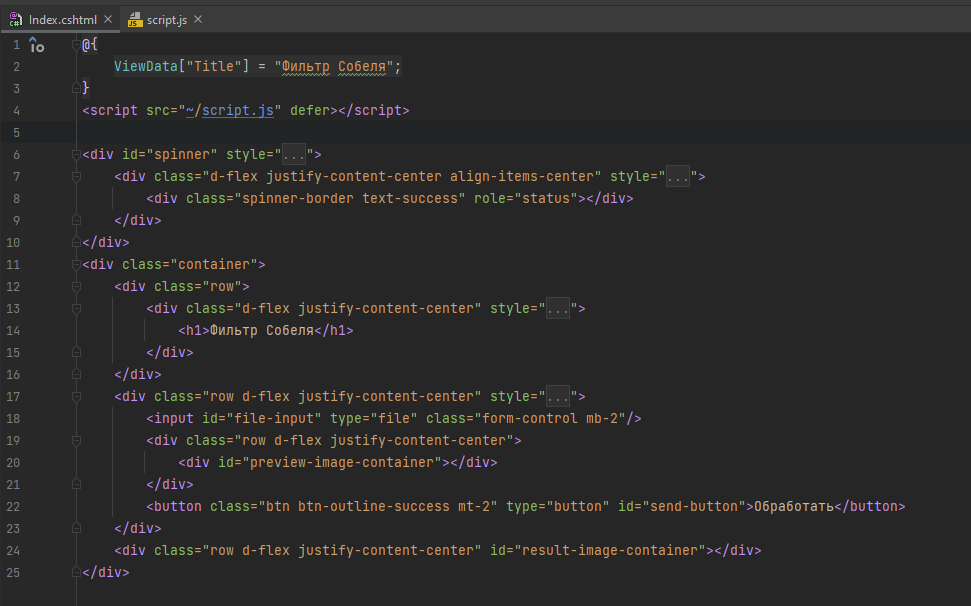 Index.cshtml script.js
1 @{
2 ViewData["Title"] = "Фильтр Собеля";
3 }
4 <script src="~/script.js" defer></script>
5
6 <div id="spinner" style="...">
7 <div class="d-flex justify-content-center align-items-center" style="...">
8 <div class="spinner-border text-success" role="status"></div>
9 </div>
10 </div>
11 <div class="container">
12 <div class="row">
13 <div class="d-flex justify-content-center" style="...">
14 <h1>Фильтр Собеля</h1>
15 </div>
16 </div>
17 <div class="row d-flex justify-content-center" style="...">
18 <input id="file-input" type="file" class="form-control mb-2"/>
19 <div class="row d-flex justify-content-center">
20 <div id="preview-image-container"></div>
21 </div>
22 <button class="btn btn-outline-success mt-2" type="button" id="send-button">Обработать</button>
23 </div>
24 <div class="row d-flex justify-content-center" id="result-image-container"></div>
25 </div>